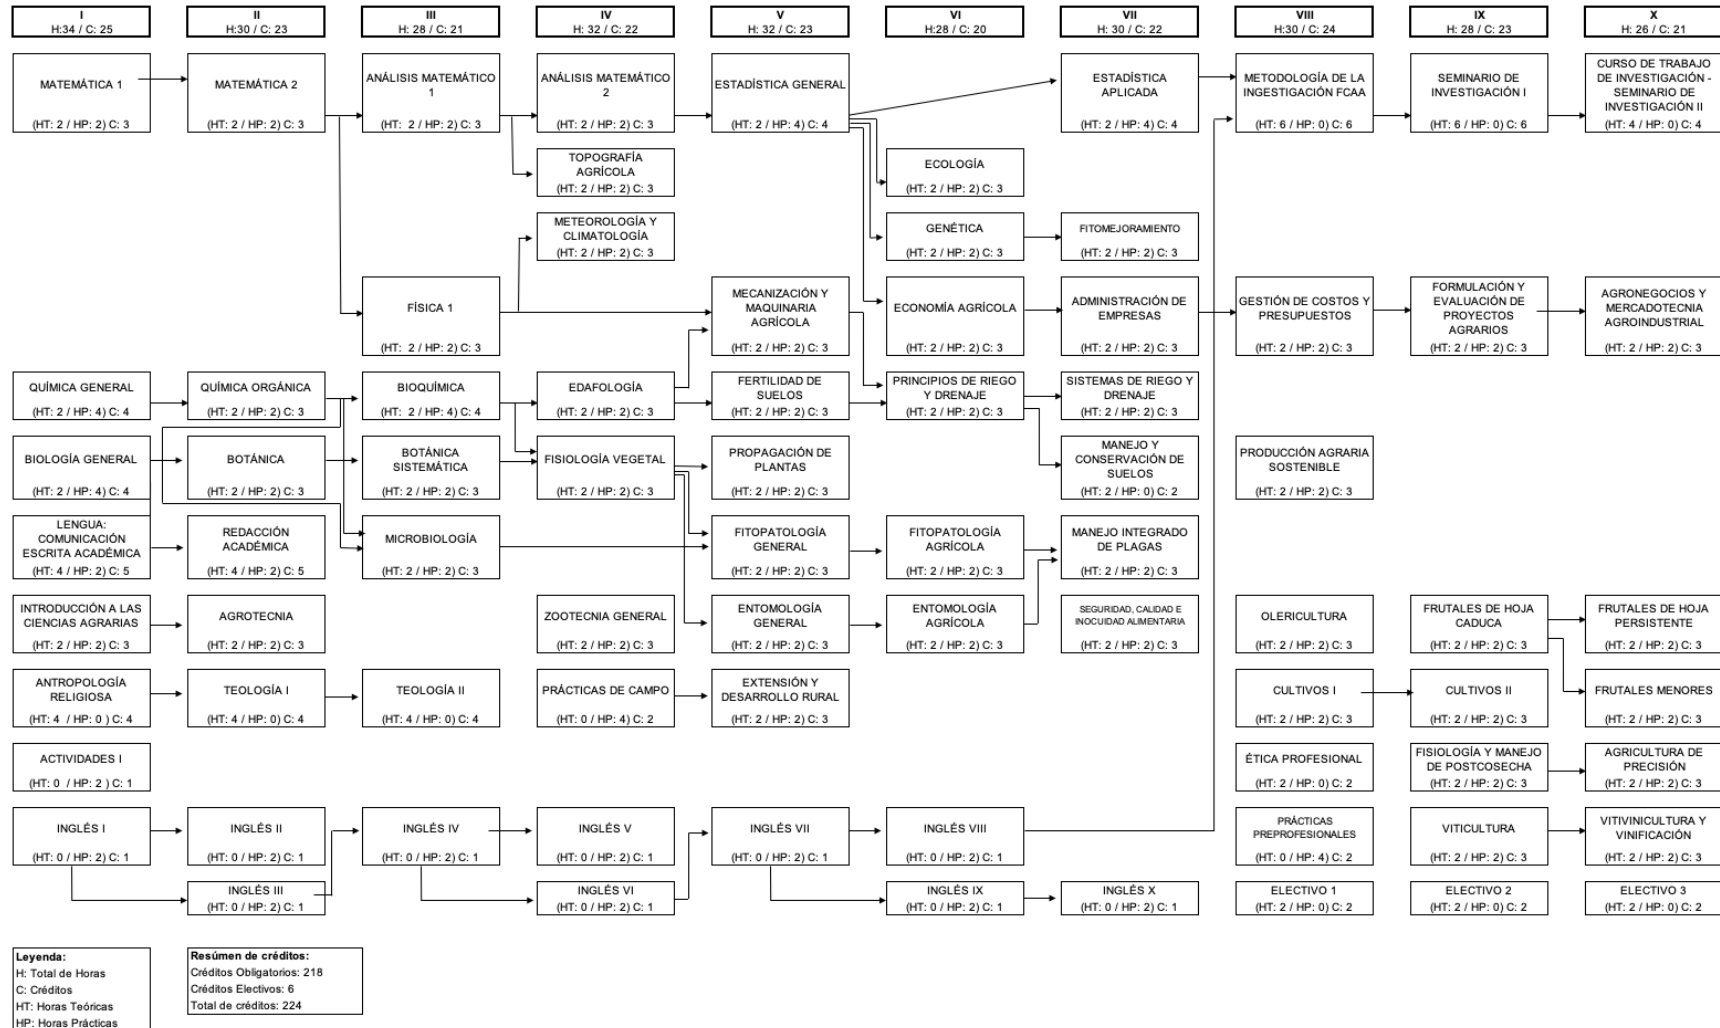 I
H:34 / C: 25
II
H:30 / C: 23
III
H: 28 / C: 21
IV
H: 32 / C: 22
V
H: 32 / C: 23
VI
H:28 / C: 20
VII
H: 30 / C: 22
VIII
H:30 / C: 24
IX
H: 28 / C: 23
X
H: 26 / C: 21
MATEMÁTICA 1
(HT: 2 / HP: 2) C: 3
MATEMÁTICA 2
(HT: 2 / HP: 2) C: 3
ANÁLISIS MATEMÁTICO
1
(HT: 2 / HP: 2) C: 3
ANÁLISIS MATEMÁTICO
2
(HT: 2 / HP: 2) C: 3
ESTADÍSTICA GENERAL
(HT: 2 / HP: 4) C: 4
ESTADÍSTICA
APLICADA
(HT: 2 / HP: 4) C: 4
METODOLOGÍA DE LA
INGESTIGACIÓN FCAA
(HT: 6 / HP: 0) C: 6
SEMINARIO DE
INVESTIGACIÓN I
(HT: 6 / HP: 0) C: 6
CURSO DE TRABAJO
DE INVESTIGACIÓN -
SEMINARIO DE
INVESTIGACIÓN II
(HT: 4 / HP: 0) C: 4
TOPOGRAFÍA
AGRÍCOLA
(HT: 2 / HP: 2) C: 3
ECOLOGÍA
(HT: 2 / HP: 2) C: 3
METEOROLOGÍA Y
CLIMATOLOGÍA
(HT: 2 / HP: 2) C: 3
GENÉTICA
(HT: 2 / HP: 2) C: 3
FITOMEJORAMIENTO
(HT: 2 / HP: 2) C: 3
FÍSICA 1
(HT: 2 / HP: 2) C: 3
MECANIZACIÓN Y
MAQUINARIA
AGRÍCOLA
(HT: 2 / HP: 2) C: 3
ECONOMÍA AGRÍCOLA
(HT: 2 / HP: 2) C: 3
ADMINISTRACIÓN DE
EMPRESAS
(HT: 2 / HP: 2) C: 3
GESTIÓN DE COSTOS Y
PRESUPUESTOS
(HT: 2 / HP: 2) C: 3
FORMULACIÓN Y
EVALUACIÓN DE
PROYECTOS
AGRARIOS
(HT: 2 / HP: 2) C: 3
AGRONEGOCIOS Y
MERCADOTECNIA
AGROINDUSTRIAL
(HT: 2 / HP: 2) C: 3
QUÍMICA GENERAL
(HT: 2 / HP: 4) C: 4
QUÍMICA ORGÁNICA
(HT: 2 / HP: 2) C: 3
BIOQUÍMICA
(HT: 2 / HP: 4) C: 4
EDAFOLOGÍA
(HT: 2 / HP: 2) C: 3
FERTILIDAD DE
SUELOS
(HT: 2 / HP: 2) C: 3
PRINCIPIOS DE RIEGO
Y DRENAJE
(HT: 2 / HP: 2) C: 3
SISTEMAS DE RIEGO Y
DRENAJE
(HT: 2 / HP: 2) C: 3
BIOLOGÍA GENERAL
(HT: 2 / HP: 4) C: 4
BOTÁNICA
(HT: 2 / HP: 2) C: 3
BOTÁNICA
SISTEMÁTICA
(HT: 2 / HP: 2) C: 3
FISIOLOGÍA VEGETAL
(HT: 2 / HP: 2) C: 3
PROPAGACIÓN DE
PLANTAS
(HT: 2 / HP: 2) C: 3
MANEJO Y
CONSERVACIÓN DE
SUELOS
(HT: 2 / HP: 0) C: 2
PRODUCCIÓN AGRARIA
SOSTENIBLE
(HT: 2 / HP: 2) C: 3
LENGUA:
COMUNICACIÓN
ESCRITA ACADÉMICA
(HT: 4 / HP: 2) C: 5
REDACCIÓN
ACADÉMICA
(HT: 4 / HP: 2) C: 5
MICROBIOLOGÍA
(HT: 2 / HP: 2) C: 3
FITOPATOLOGÍA
GENERAL
(HT: 2 / HP: 2) C: 3
FITOPATOLOGÍA
AGRÍCOLA
(HT: 2 / HP: 2) C: 3
MANEJO INTEGRADO
DE PLAGAS
(HT: 2 / HP: 2) C: 3
INTRODUCCIÓN A LAS
CIENCIAS AGRARIAS
(HT: 2 / HP: 2) C: 3
AGROTECNIA
(HT: 2 / HP: 2) C: 3
ZOOTECNIA GENERAL
(HT: 2 / HP: 2) C: 3
ENTOMOLOGÍA
GENERAL
(HT: 2 / HP: 2) C: 3
ENTOMOLOGÍA
AGRÍCOLA
(HT: 2 / HP: 2) C: 3
SEGURIDAD, CALIDAD E
INOCUIDAD ALIMENTARIA
(HT: 2 / HP: 2) C: 3
OLERICULTURA
(HT: 2 / HP: 2) C: 3
FRUTALES DE HOJA
CADUCA
(HT: 2 / HP: 2) C: 3
FRUTALES DE HOJA
PERSISTENTE
(HT: 2 / HP: 2) C: 3
ANTROPOLOGÍA
RELIGIOSA
(HT: 4 / HP: 0 ) C: 4
TEOLOGÍA I
(HT: 4 / HP: 0) C: 4
TEOLOGÍA II
(HT: 4 / HP: 0) C: 4
PRÁCTICAS DE CAMPO
(HT: 0 / HP: 4) C: 2
EXTENSIÓN Y
DESARROLLO RURAL
(HT: 2 / HP: 2) C: 3
CULTIVOS I
(HT: 2 / HP: 2) C: 3
CULTIVOS II
(HT: 2 / HP: 2) C: 3
FRUTALES MENORES
(HT: 2 / HP: 2) C: 3
ACTIVIDADES I
(HT: 0 / HP: 2 ) C: 1
ÉTICA PROFESIONAL
(HT: 2 / HP: 0) C: 2
FISIOLOGÍA Y MANEJO
DE POSTCOSECHA
(HT: 2 / HP: 2) C: 3
AGRICULTURA DE
PRECISIÓN
(HT: 2 / HP: 2) C: 3
INGLÉS I
(HT: 0 / HP: 2) C: 1
INGLÉS II
(HT: 0 / HP: 2) C: 1
INGLÉS IV
(HT: 0 / HP: 2) C: 1
INGLÉS V
(HT: 0 / HP: 2) C: 1
INGLÉS VII
(HT: 0 / HP: 2) C: 1
INGLÉS VIII
(HT: 0 / HP: 2) C: 1
PRÁCTICAS
PREPROFESIONALES
(HT: 0 / HP: 4) C: 2
VITICULTURA
(HT: 2 / HP: 2) C: 3
VITIVINICULTURA Y
VINIFICACIÓN
(HT: 2 / HP: 2) C: 3
INGLÉS III
(HT: 0 / HP: 2) C: 1
INGLÉS VI
(HT: 0 / HP: 2) C: 1
INGLÉS IX
(HT: 0 / HP: 2) C: 1
INGLÉS X
(HT: 0 / HP: 2) C: 1
ELECTIVO 1
(HT: 2 / HP: 0) C: 2
ELECTIVO 2
(HT: 2 / HP: 0) C: 2
ELECTIVO 3
(HT: 2 / HP: 0) C: 2
Leyenda:
H: Total de Horas
C: Créditos
HT: Horas Teóricas
HP: Horas Prácticas
Resúmen de créditos:
Créditos Obligatorios: 218
Créditos Electivos: 6
Total de créditos: 224